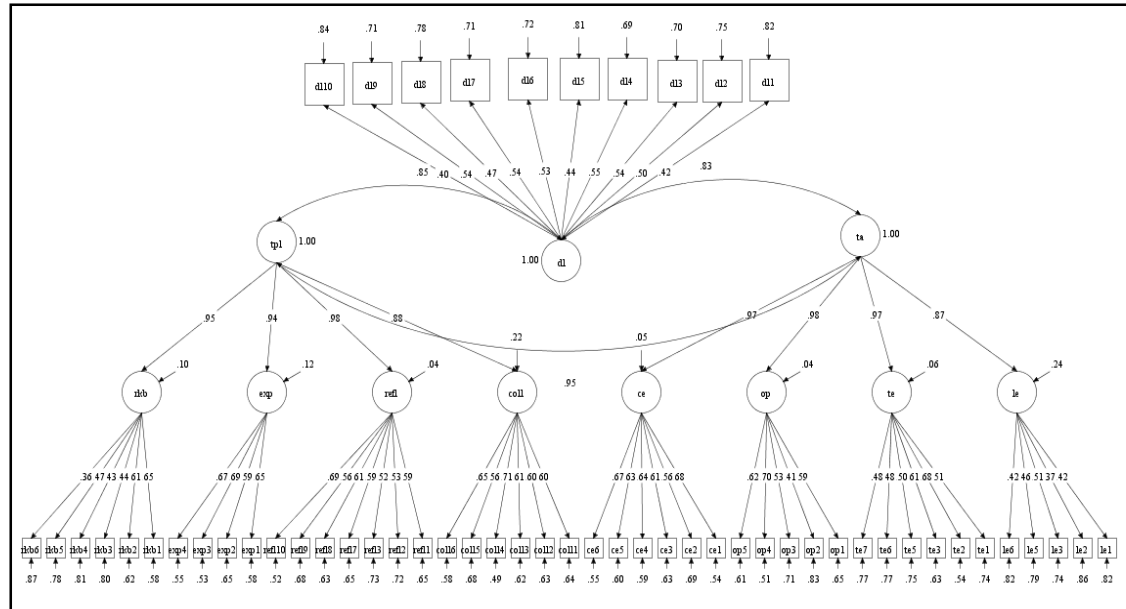 .84 .71 .78 .71 .72 .81 .69 .70 .75 .82
dl10 dl9 dl8 dl7 dl6 dl5 dl4 dl3 dl2 dl1
.85 .40 .54 .47 .54 .53 .44 .55 .54 .50 .42 .83
tpl 1.00 1.00 dl ta 1.00
.95 .94 .98 .88 .22 .05 .97 .98 .97 .87
.10 .12 .04 .04 .06 .24
.95
rkb exp refl coll ce op te le
.36 47 43 44 61 65 .67 69 59 65 .69 .56 61 .59 52 .53 59 .65 56 .71 61 60 60 .67 63 64 61 .56 68 .62 70 53 41 59 .48 48 .50 61 68 51 .42 46 51 37 42
rkb6 rkb5 rkb4 rkb3 rkb2 rkb1 exp4 exp3 exp2 exp1 refl10 refl9 refl8 refl7 refl3 refl2 refl1 coll6 coll5 coll4 coll3 coll2 coll1 ce6 ce5 ce4 ce3 ce2 ce1 op5 op4 op3 op2 op1 te7 te6 te5 te3 te2 te1 le6 le5 le3 le2 le1
.87 .78 .81 .80 .62 .58 .55 .53 .65 .58 .52 .68 .63 .65 .73 .72 .65 .58 .68 .49 .62 .63 .64 .55 .60 .59 .63 .69 .54 .61 .51 .71 .83 .65 .77 .77 .75 .63 .54 .74 .82 .79 .74 .86 .82